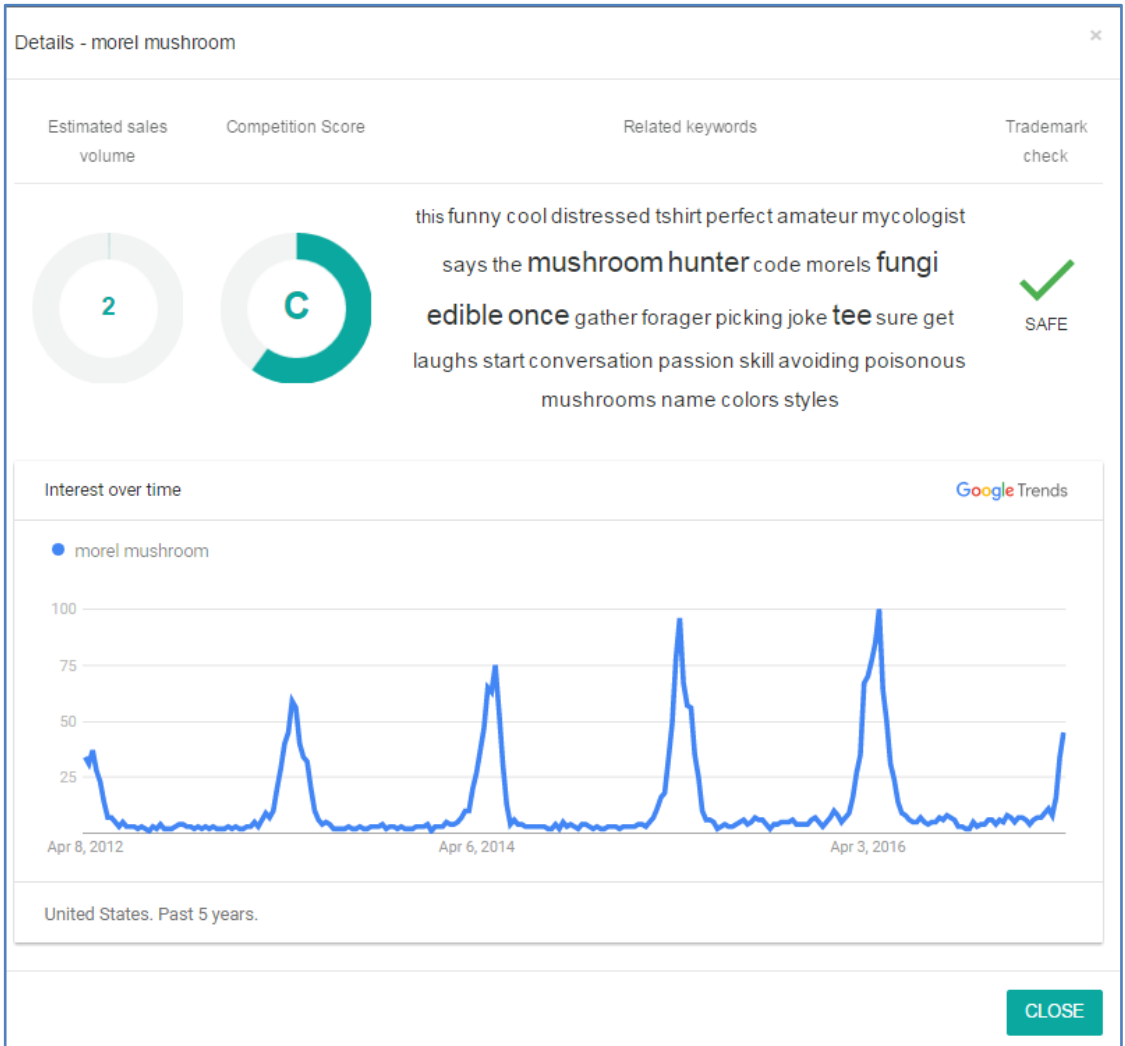 Details - morel mushroom
×
Estimated sales
volume
Competition Score
Related keywords
Trademark
check
2
C
this funny cool distressed tshirt perfect amateur mycologist
says the mushroom hunter code morels fungi
edible once gather forager picking joke tee sure get
laughs start conversation passion skill avoiding poisonous
mushrooms name colors styles
SAFE
Interest over time
Google Trends
morel mushroom
100
75
50
25
Apr 8, 2012
Apr 6, 2014
Apr 3, 2016
United States. Past 5 years.
CLOSE